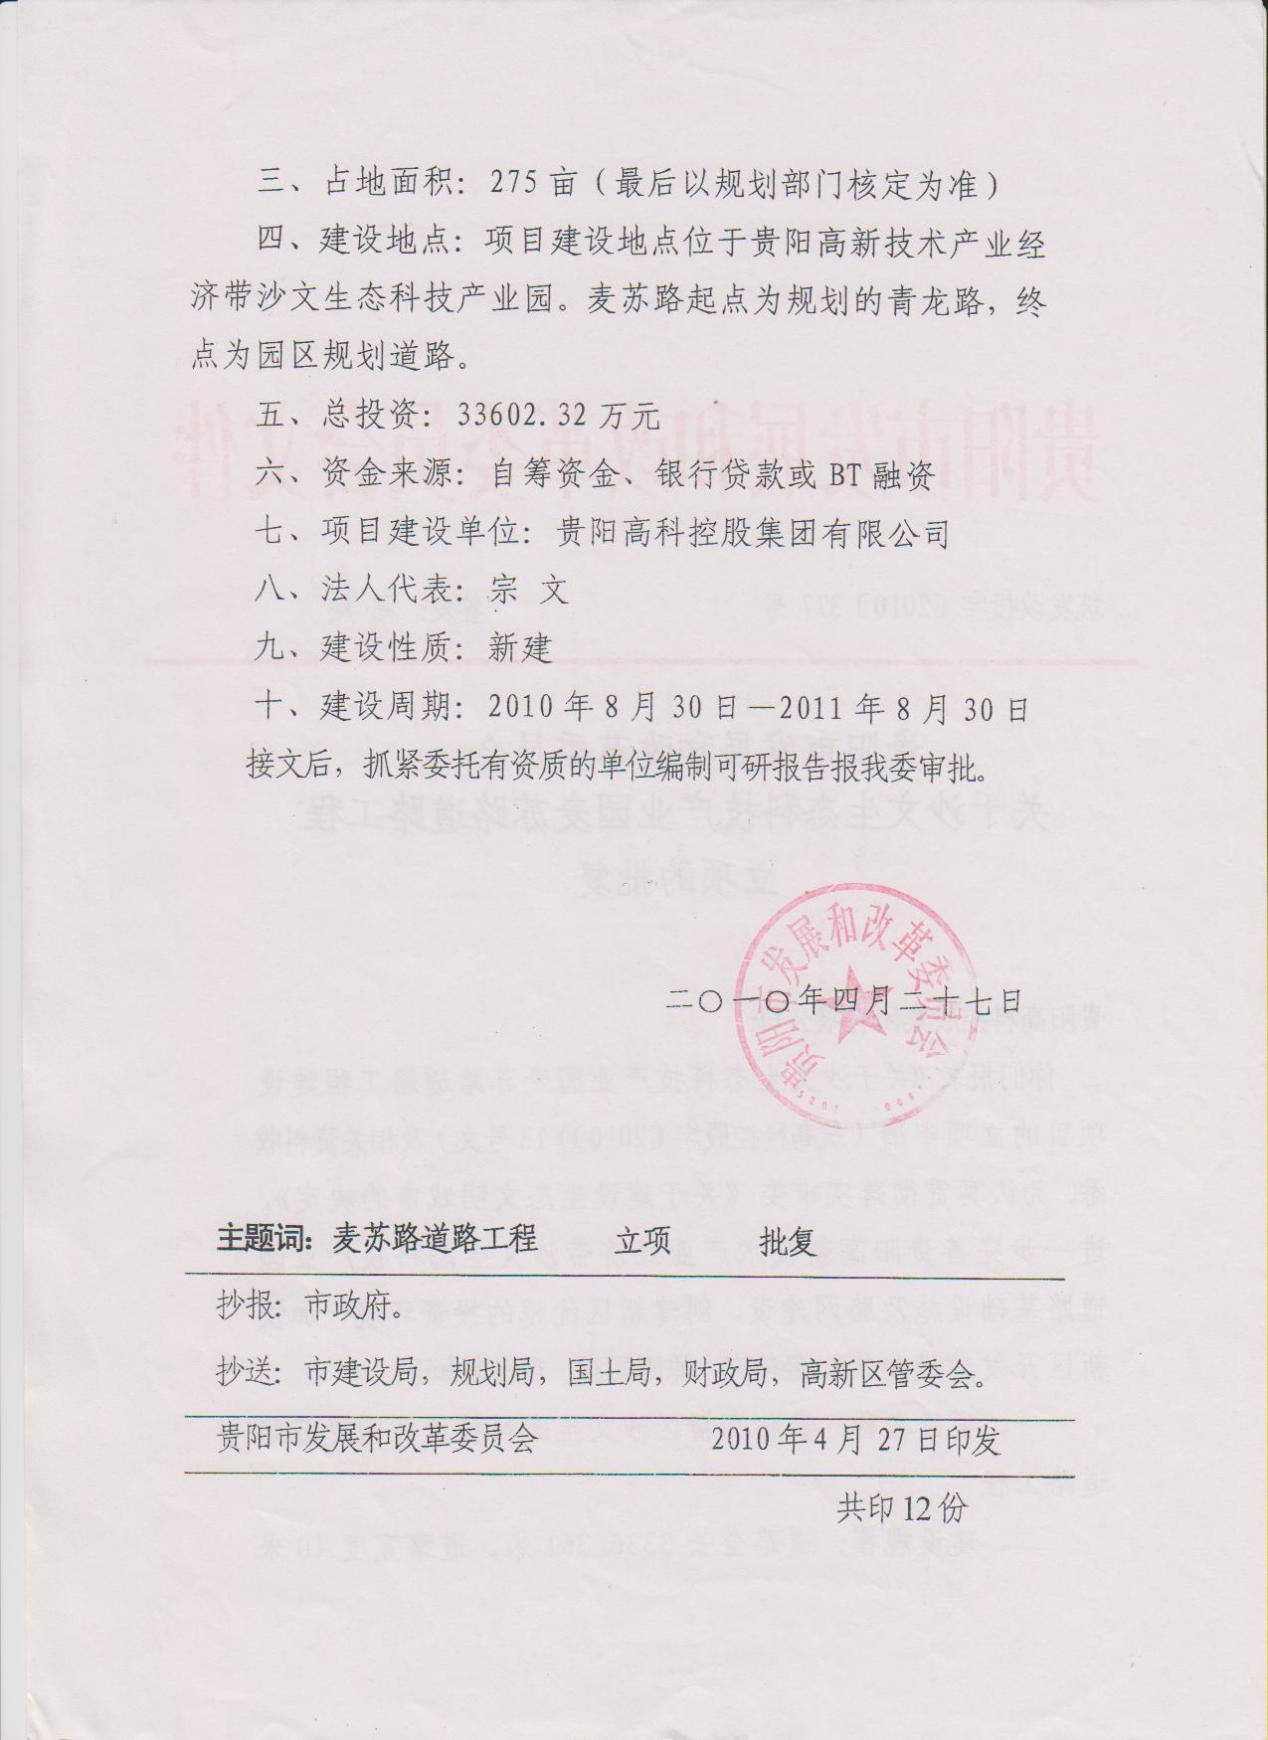 三、占地面积：275亩（最后以规划部门核定为准）
四、建设地点：项目建设地点位于贵阳高新技术产业经
济带沙文生态科技产业园。麦苏路起点为规划的青龙路，终
点为园区规划道路。
五、总投资：33602.32万元
六、资金来源：自筹资金、银行贷款或BT融资
七、项目建设单位：贵阳高科控股集团有限公司
八、法人代表：宗 文
九、建设性质：新建
十、建设周期：2010年8月30日—2011年8月30日
接文后，抓紧委托有资质的单位编制可研报告报我委审批。
贵阳市发展和改革委员会
二〇一〇年四月二十七日
主题词：麦苏路道路工程 立项 批复
抄报：市政府。
抄送：市建设局，规划局，国土局，财政局，高新区管委会。
贵阳市发展和改革委员会 2010年4月27日印发
共印12份